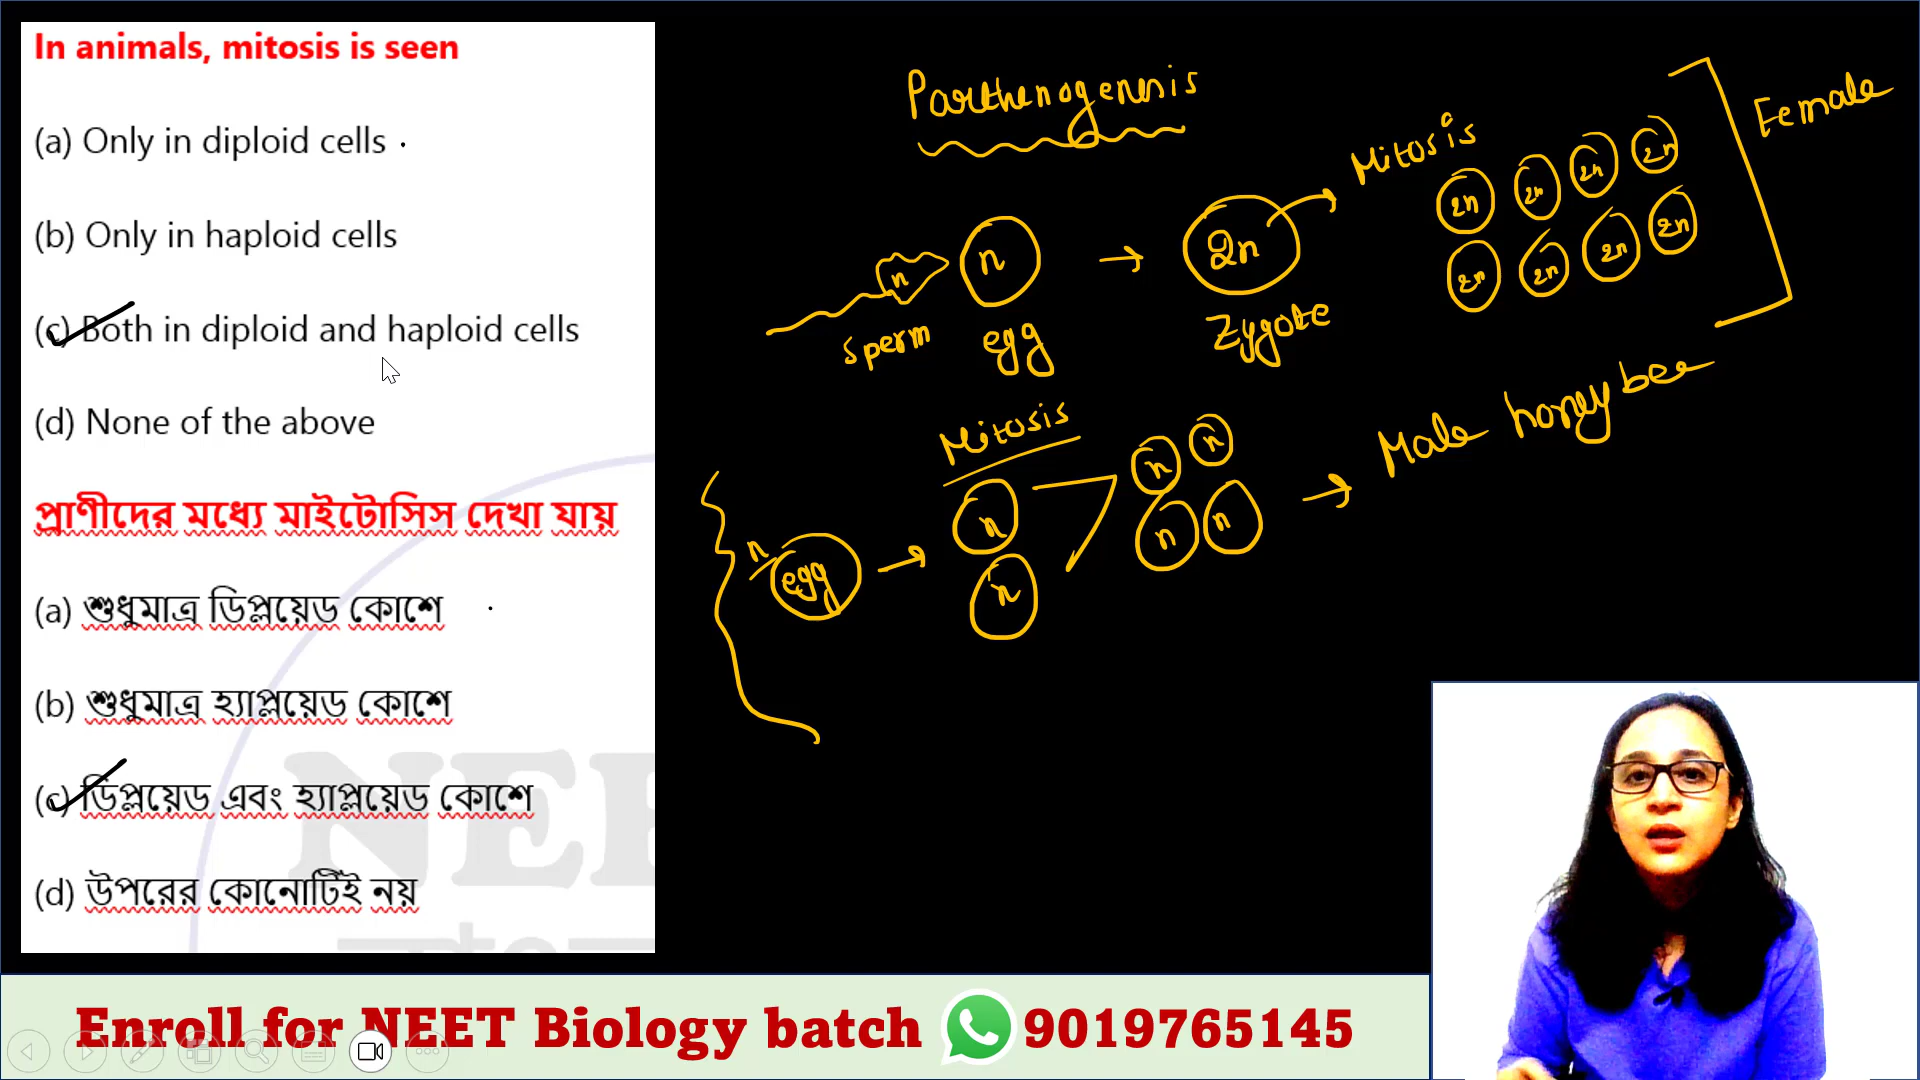 In animals, mitosis is seen
(a) Only in diploid cells
(b) Only in haploid cells
(c) Both in diploid and haploid cells
(d) None of the above
প্রাণীদের মধ্যে মাইটোসিস দেখা যায়
(a) শুধুমাত্র ডিপ্লয়েড কোশে
(b) শুধুমাত্র হ্যাপ্লয়েড কোশে
(c) ডিপ্লয়েড এবং হ্যাপ্লয়েড কোশে
(d) উপরের কোনোটিই নয়
Parthenogenesis
n
sperm
n
egg
2n
Zygote
Mitosis
2n 2n 2n 2n
2n 2n 2n 2n
Female
n
egg
Mitosis
n
n
n n
n n
Male honey bee
Enroll for NEET Biology batch 9019765145